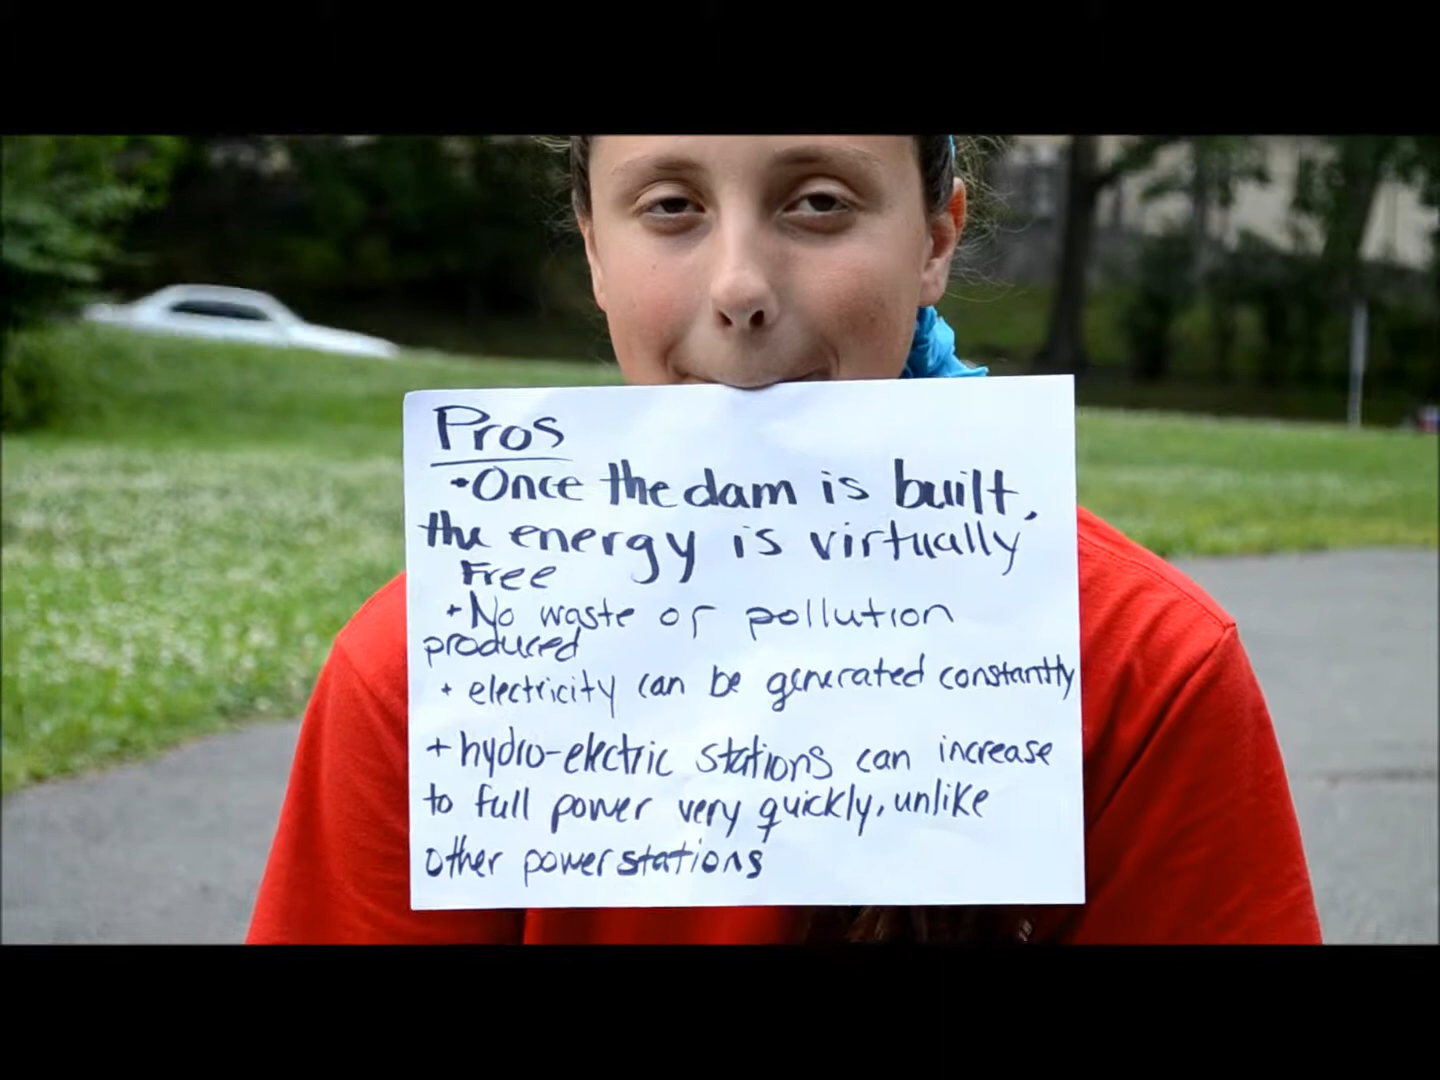 Pros
•Once the dam is built,
the energy is virtually
Free
+ No waste or pollution
produced
+ electricity can be generated constantly
+ hydro-electric stations can increase
to full power very quickly, unlike
other power stations